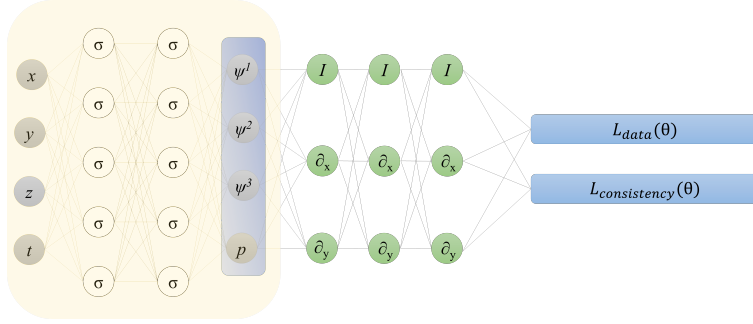 x
y
z
t
σ
σ
σ
σ
σ
σ
σ
σ
σ
σ
ψ¹
ψ²
ψ³
p
I
∂ₓ
∂ᵧ
I
∂ₓ
∂ᵧ
I
∂ₓ
∂ᵧ
L_data(θ)
L_consistency(θ)